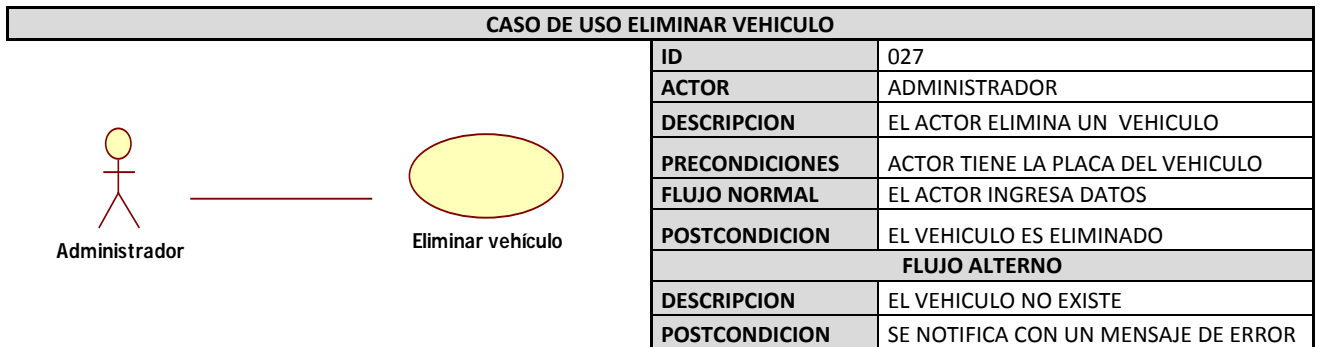 CASO DE USO ELIMINAR VEHICULO
ID 027
ACTOR ADMINISTRADOR
DESCRIPCION EL ACTOR ELIMINA UN VEHICULO
PRECONDICIONES ACTOR TIENE LA PLACA DEL VEHICULO
FLUJO NORMAL EL ACTOR INGRESA DATOS
POSTCONDICION EL VEHICULO ES ELIMINADO
FLUJO ALTERNO
DESCRIPCION EL VEHICULO NO EXISTE
POSTCONDICION SE NOTIFICA CON UN MENSAJE DE ERROR
Administrador
Eliminar vehículo